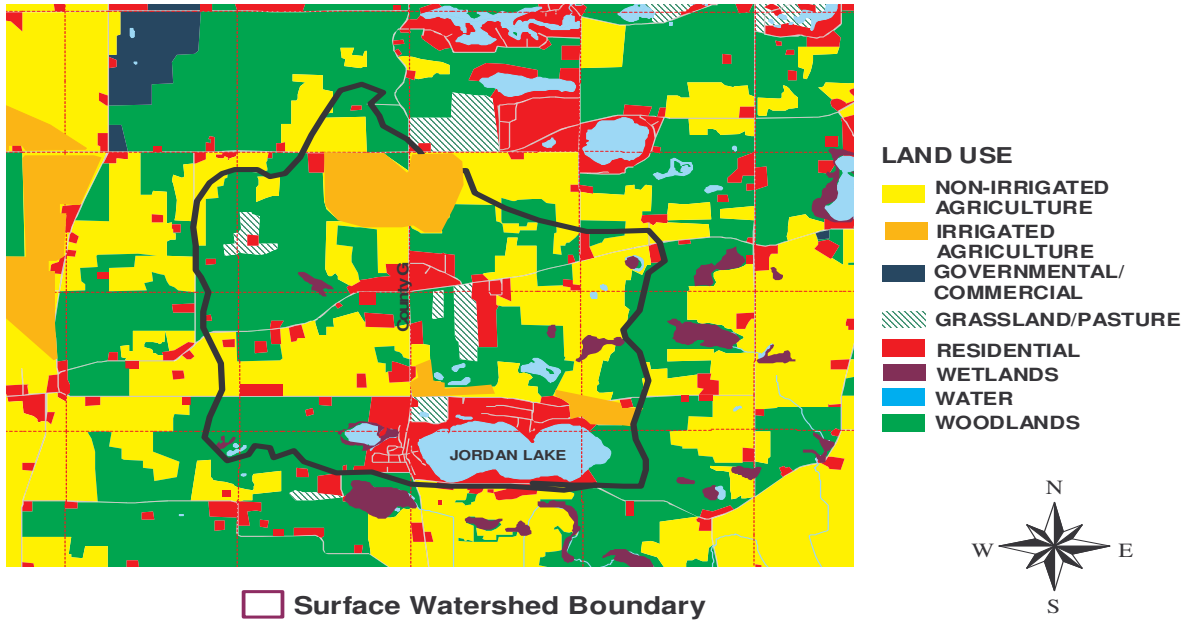 County G
JORDAN LAKE
LAND USE
NON-IRRIGATED
AGRICULTURE
IRRIGATED
AGRICULTURE
GOVERNMENTAL/
COMMERCIAL
GRASSLAND/PASTURE
RESIDENTIAL
WETLANDS
WATER
WOODLANDS
N
W E
S
Surface Watershed Boundary